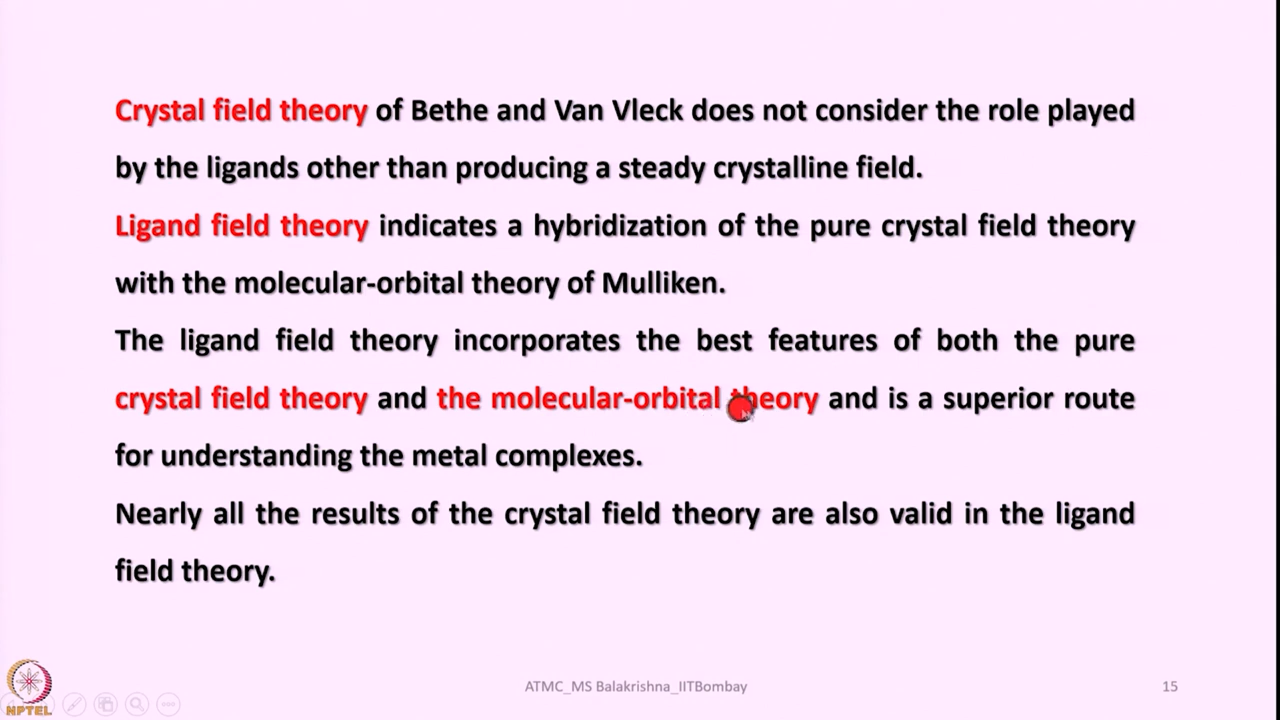 Crystal field theory of Bethe and Van Vleck does not consider the role played
by the ligands other than producing a steady crystalline field.
Ligand field theory indicates a hybridization of the pure crystal field theory
with the molecular-orbital theory of Mulliken.
The ligand field theory incorporates the best features of both the pure
crystal field theory and the molecular-orbital theory and is a superior route
for understanding the metal complexes.
Nearly all the results of the crystal field theory are also valid in the ligand
field theory.
NPTEL
ATMC_MS Balakrishna_IITBombay
15